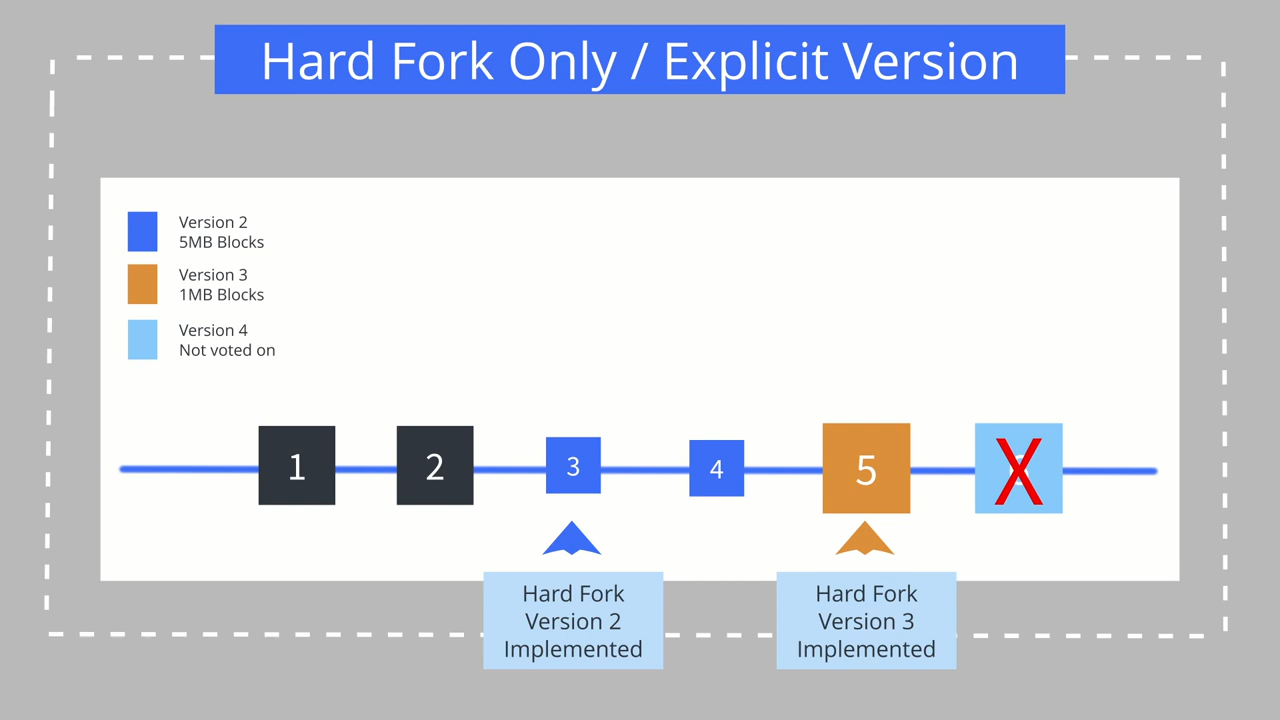 Hard Fork Only / Explicit Version
Version 2
5MB Blocks
Version 3
1MB Blocks
Version 4
Not voted on
1
2
3
4
5
X
Hard Fork
Version 2
Implemented
Hard Fork
Version 3
Implemented